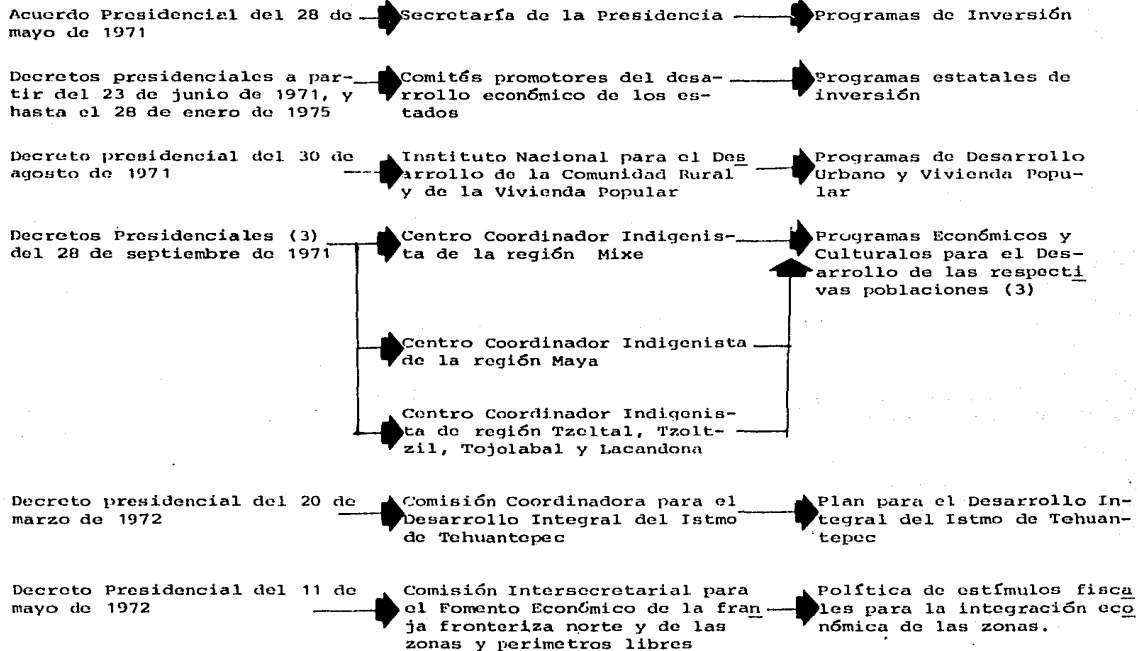 Acuerdo Presidencial del 28 de
mayo de 1971
Secretaría de la Presidencia
Programas de Inversión
Decretos presidenciales a par-
tir del 23 de junio de 1971, y
hasta el 28 de enero de 1975
Comités promotores del desa-
rrollo económico de los es-
tados
Programas estatales de
inversión
Decreto presidencial del 30 de
agosto de 1971
Instituto Nacional para el Des
arrollo de la Comunidad Rural
y de la Vivienda Popular
Programas de Desarrollo
Urbano y Vivienda Popu-
lar
Decretos Presidenciales (3)
del 28 de septiembre de 1971
Centro Coordinador Indigenis-
ta de la región Mixe
Programas Económicos y
Culturales para el Des-
arrollo de las respecti
vas poblaciones (3)
Centro Coordinador Indigenista
de la región Maya
Centro Coordinador Indigenis-
ta de región Tzeltal, Tzolt-
zil, Tojolabal y Lacandona
Decreto presidencial del 20 de
marzo de 1972
Comisión Coordinadora para el
Desarrollo Integral del Istmo
de Tehuantepec
Plan para el Desarrollo In-
tegral del Istmo de Tehuan-
tepec
Decreto Presidencial del 11 de
mayo de 1972
Comisión Intersecretarial para
el Fomento Económico de la fran
ja fronteriza norte y de las
zonas y perimetros libres
Política de estímulos fisca
les para la integración eco
nómica de las zonas.